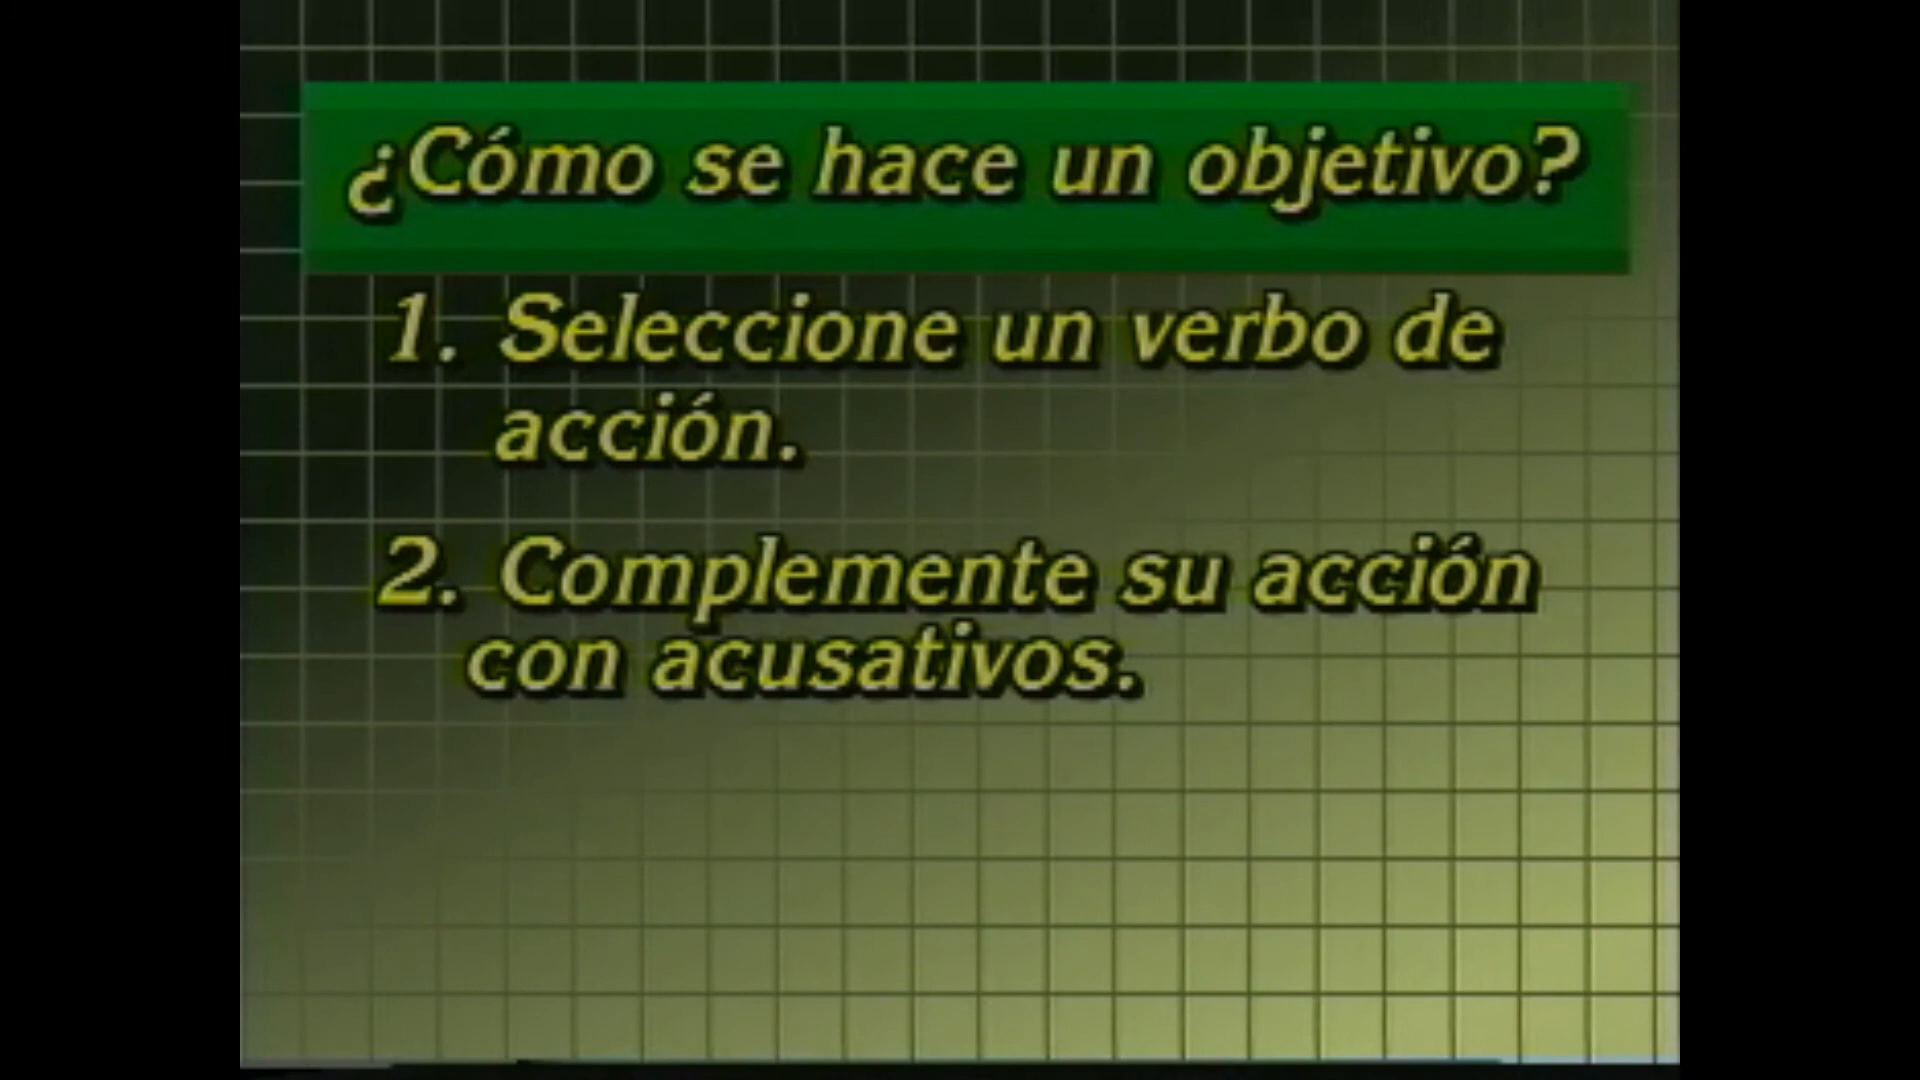 ¿Cómo se hace un objetivo?
1. Seleccione un verbo de
acción.
2. Complemente su acción
con acusativos.